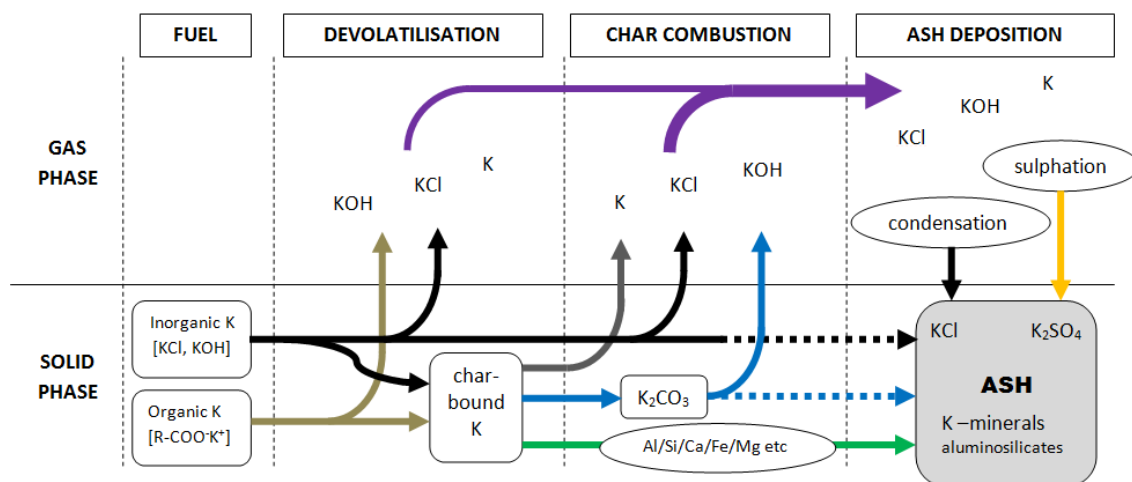 FUEL
DEVOLATILISATION
CHAR COMBUSTION
ASH DEPOSITION
GAS
PHASE
KOH
KCl
K
K
KCl
KOH
KCl
KOH
K
sulphation
condensation
SOLID
PHASE
Inorganic K
[KCl, KOH]
Organic K
[R-COO⁻K⁺]
char-
bound
K
K₂CO₃
Al/Si/Ca/Fe/Mg etc
KCl
K₂SO₄
ASH
K –minerals
aluminosilicates